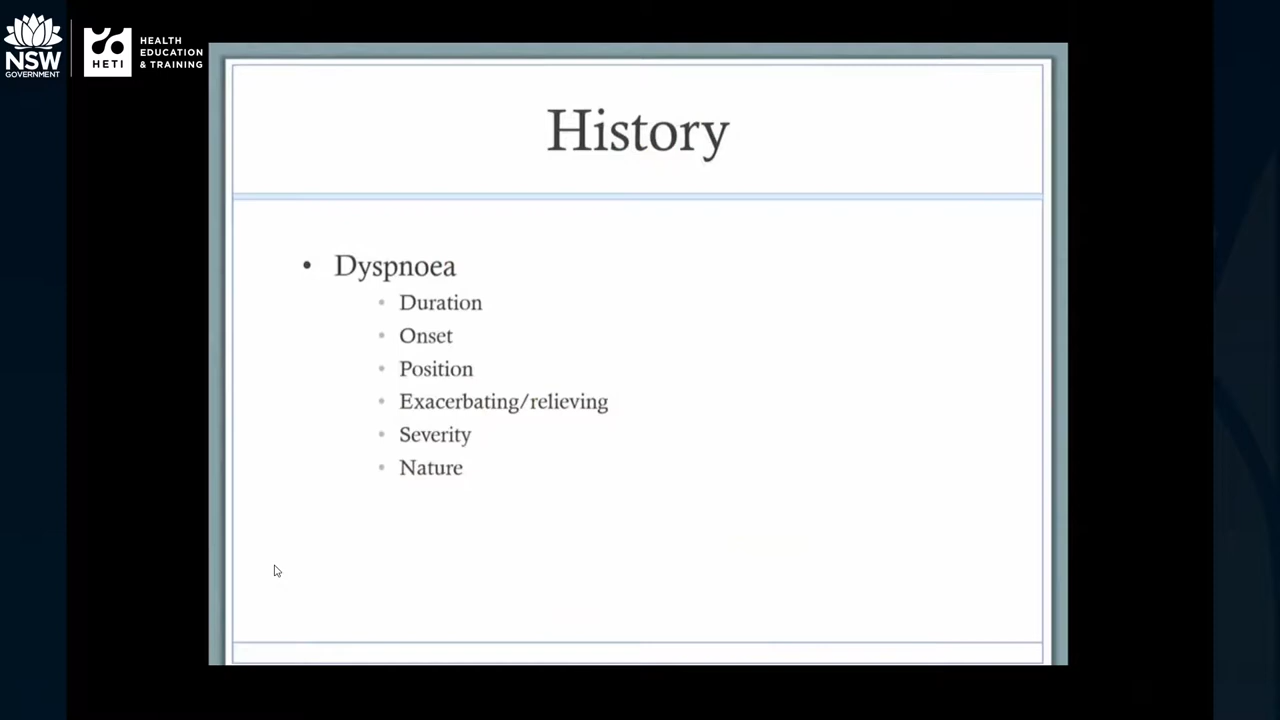 NSW
GOVERNMENT
HETI
HEALTH
EDUCATION
& TRAINING
History
• Dyspnoea
• Duration
• Onset
• Position
• Exacerbating/relieving
• Severity
• Nature